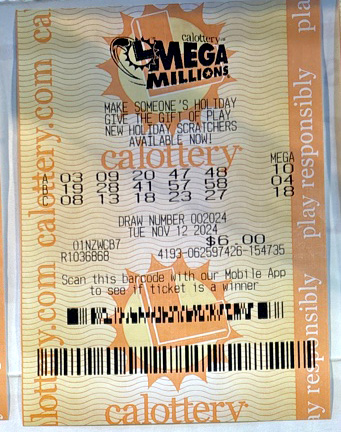 calottery
MEGA
MILLIONS
MAKE SOMEONE'S HOLIDAY
GIVE THE GIFT OF PLAY
NEW HOLIDAY SCRATCHERS
AVAILABLE NOW!
calottery
MEGA
03 09 20 47 48 10
19 28 41 57 58 04
08 13 18 23 27 18
DRAW NUMBER 002024
TUE NOV 12 2024
$6.00
01NZWCB7
R1036868 4193-062597426-154735
Scan this barcode with our Mobile App
to see if ticket is a winner
calottery
calottery.com
play responsibly
play responsibly